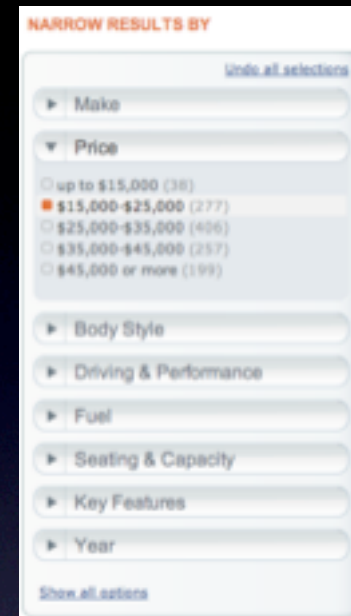 NARROW RESULTS BY
Undo all selections
Make
Price
up to $15,000 (38)
$15,000-$25,000 (277)
$25,000-$35,000 (406)
$35,000-$45,000 (257)
$45,000 or more (199)
Body Style
Driving & Performance
Fuel
Seating & Capacity
Key Features
Year
Show all options